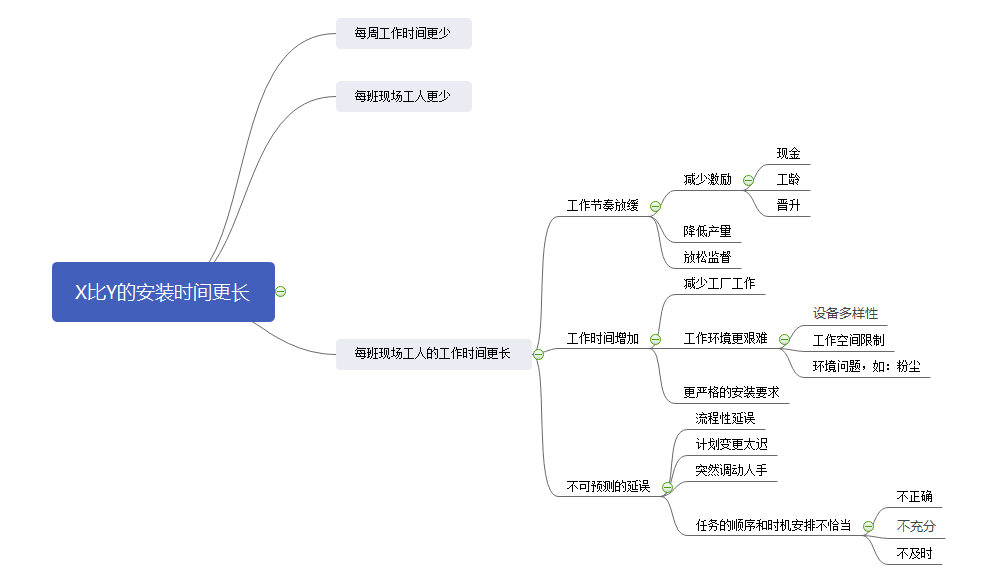 X比Y的安装时间更长
每周工作时间更少
每班现场工人更少
每班现场工人的工作时间更长
工作节奏放缓
减少激励
现金
工龄
晋升
降低产量
放松监督
工作时间增加
减少工厂工作
工作环境更艰难
设备多样性
工作空间限制
环境问题，如：粉尘
更严格的安装要求
不可预测的延误
流程性延误
计划变更太迟
突然调动人手
任务的顺序和时机安排不恰当
不正确
不充分
不及时